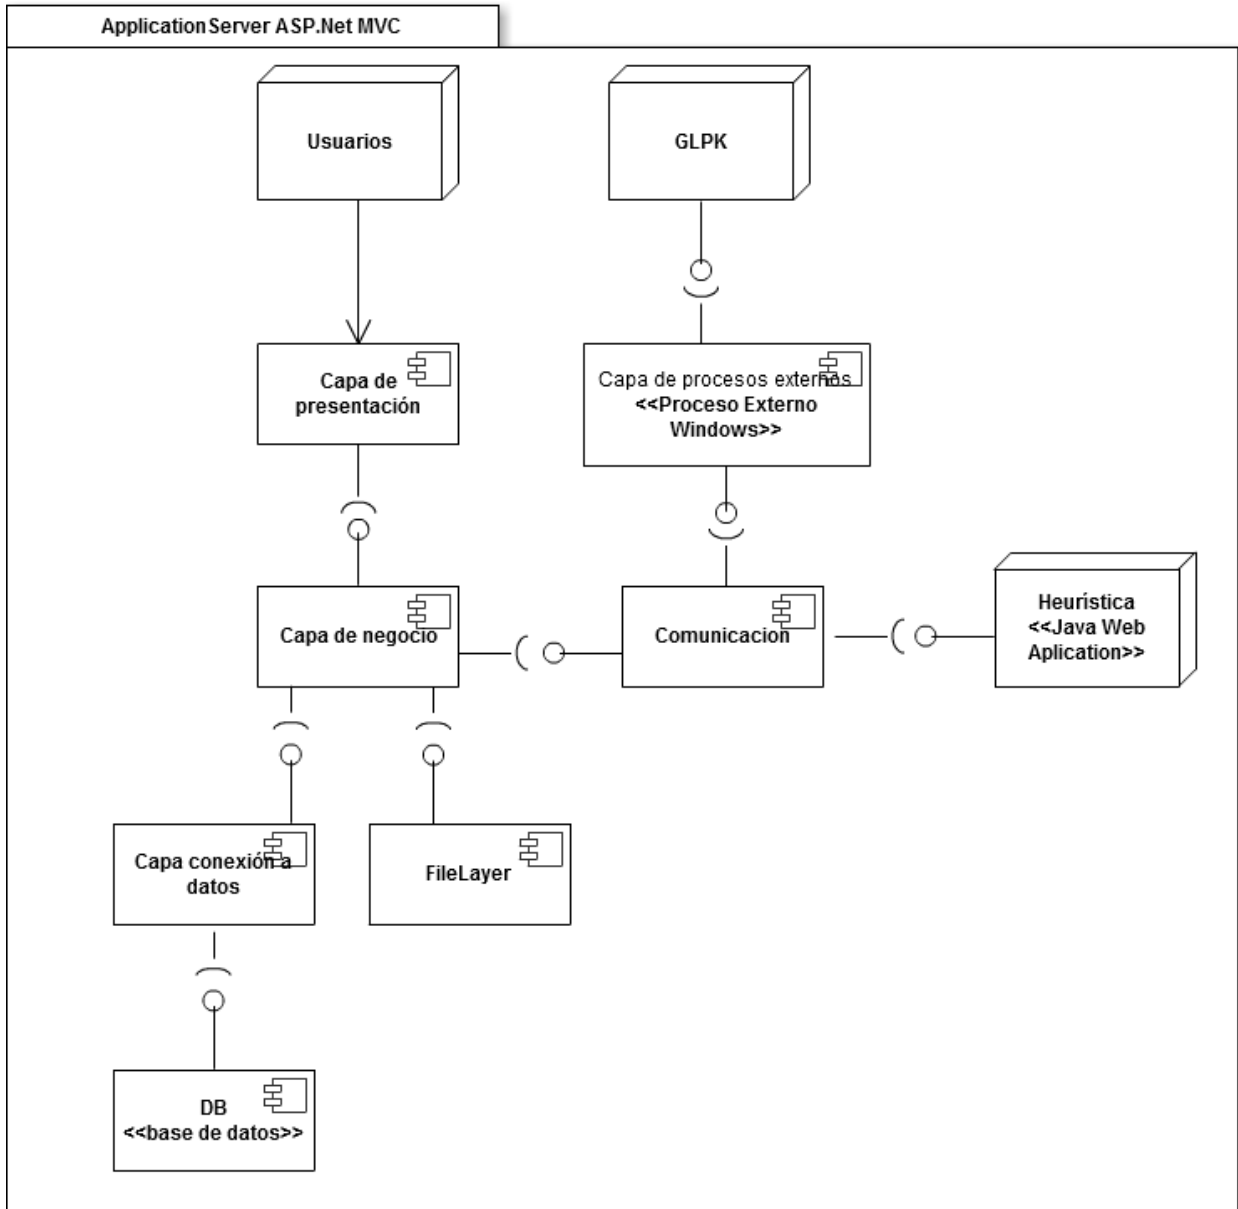 ApplicationServer ASP.Net MVC
Usuarios
GLPK
Capa de
presentación
Capa de procesos externos
<<Proceso Externo
Windows>>
Capa de negocio
Comunicacion
Heurística
<<Java Web
Aplication>>
Capa conexión a
datos
FileLayer
DB
<<base de datos>>